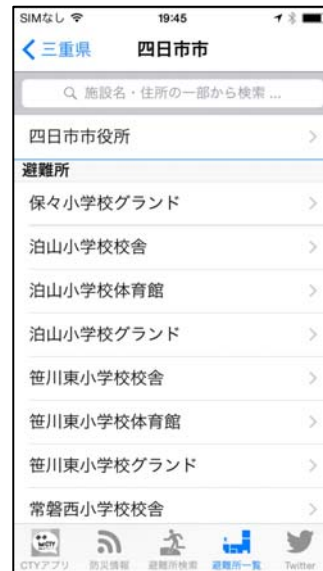 SIMなし 19:45
三重県 四日市市
施設名・住所の一部から検索 ...
四日市市役所
避難所
保々小学校グランド
泊山小学校校舎
泊山小学校体育館
泊山小学校グランド
笹川東小学校校舎
笹川東小学校体育館
笹川東小学校グランド
常磐西小学校校舎
CTYアプリ 防災情報 避難所検索 避難所一覧 Twitter